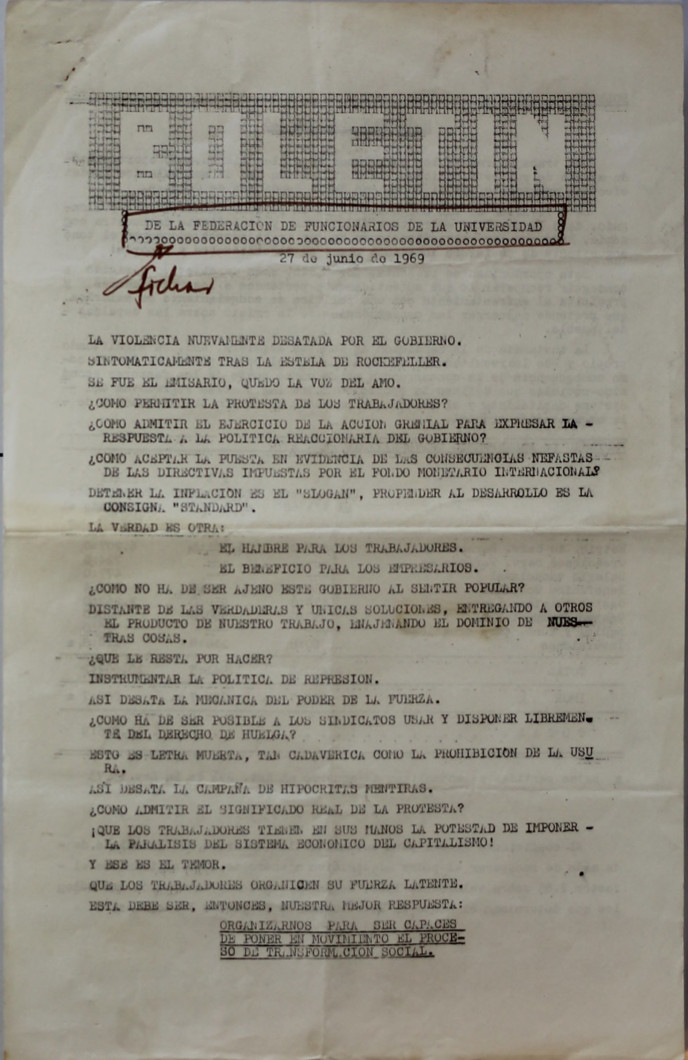 BOLETIN
DE LA FEDERACION DE FUNCIONARIOS DE LA UNIVERSIDAD
27 de junio de 1969
fichar
LA VIOLENCIA NUEVAMENTE DESATADA POR EL GOBIERNO.
SINTOMATICAMENTE TRAS LA ESTELA DE ROCKEFELLER.
SE FUE EL EMISARIO, QUEDO LA VOZ DEL AMO.
¿COMO PERMITIR LA PROTESTA DE LOS TRABAJADORES?
¿COMO ADMITIR EL EJERCICIO DE LA ACCION GREMIAL PARA EXPRESAR LA -
RESPUESTA A LA POLITICA REACCIONARIA DEL GOBIERNO?
¿COMO ACEPTAR LA PUESTA EN EVIDENCIA DE LAS CONSECUENCIAS NEFASTAS
DE LAS DIRECTIVAS IMPUESTAS POR EL FONDO MONETARIO INTERNACIONAL?
DETENER LA INFLACION ES EL "SLOGAN", PROPENDER AL DESARROLLO ES LA
CONSIGNA "STANDARD".
LA VERDAD ES OTRA:
EL HAMBRE PARA LOS TRABAJADORES.
EL BENEFICIO PARA LOS EMPRESARIOS.
¿COMO NO HA DE SER AJENO ESTE GOBIERNO AL SENTIR POPULAR?
DISTANTE DE LAS VERDADERAS Y UNICAS SOLUCIONES, ENTREGANDO A OTROS
EL PRODUCTO DE NUESTRO TRABAJO, ENAJENANDO EL DOMINIO DE NUES-
TRAS COSAS.
¿QUE LE RESTA POR HACER?
INSTRUMENTAR LA POLITICA DE REPRESION.
ASI DESATA LA MECANICA DEL PODER DE LA FUERZA.
¿COMO HA DE SER POSIBLE A LOS SINDICATOS USAR Y DISPONER LIBREMEN-
TE DEL DERECHO DE HUELGA?
ESTO ES LETRA MUERTA, TAN CADAVERICA COMO LA PROHIBICION DE LA USU
RA.
ASI DESATA LA CAMPAÑA DE HIPOCRITAS MENTIRAS.
¿COMO ADMITIR EL SIGNIFICADO REAL DE LA PROTESTA?
¡QUE LOS TRABAJADORES TIENEN EN SUS MANOS LA POTESTAD DE IMPONER -
LA PARALISIS DEL SISTEMA ECONOMICO DEL CAPITALISMO!
Y ESE ES EL TEMOR.
QUE LOS TRABAJADORES ORGANICEN SU FUERZA LATENTE.
ESTA DEBE SER, ENTONCES, NUESTRA MEJOR RESPUESTA:
ORGANIZARNOS PARA SER CAPACES
DE PONER EN MOVIMIENTO EL PROCE-
SO DE TRANSFORMACION SOCIAL.